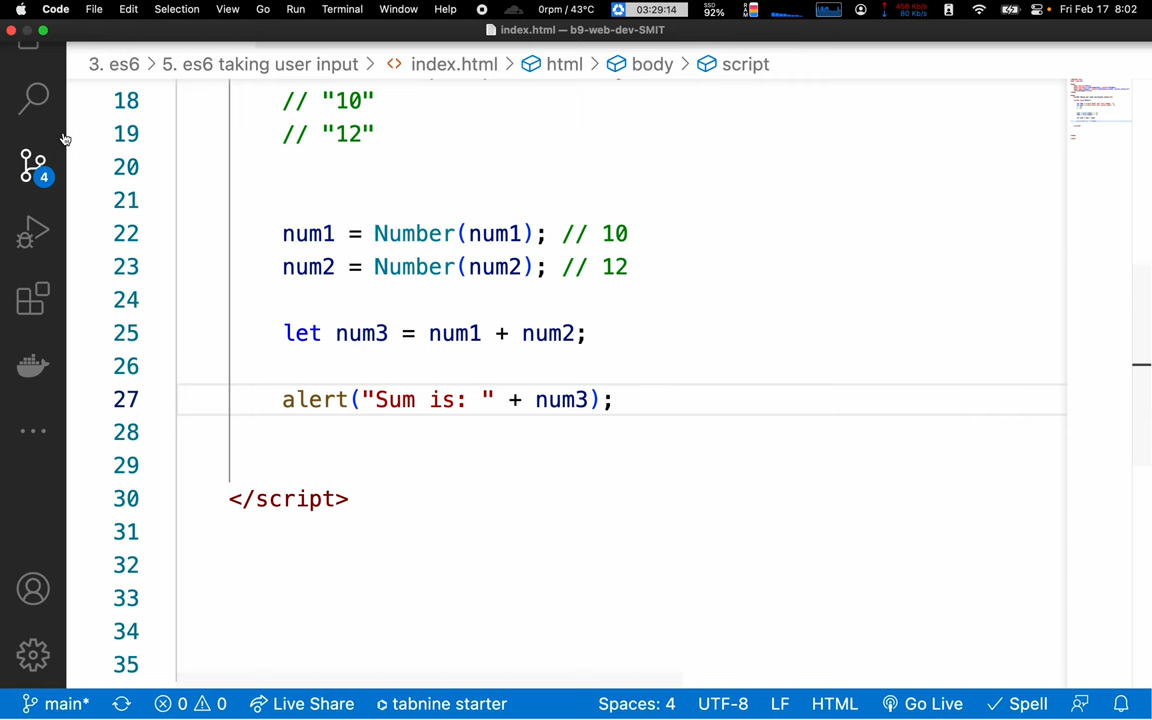 Code File Edit Selection View Go Run Terminal Window Help 0rpm / 43°C 03:29:14 SSD 92% 80 Kb/s Fri Feb 17 8:02
index.html — b9-web-dev-SMIT
3. es6 > 5. es6 taking user input > <> index.html > html > body > script
18 // "10"
19 // "12"
20
21
22 num1 = Number(num1); // 10
23 num2 = Number(num2); // 12
24
25 let num3 = num1 + num2;
26
27 alert("Sum is: " + num3);
28
29
30 </script>
31
32
33
34
35
4
main* 0 0 Live Share tabnine starter Spaces: 4 UTF-8 LF HTML Go Live Spell